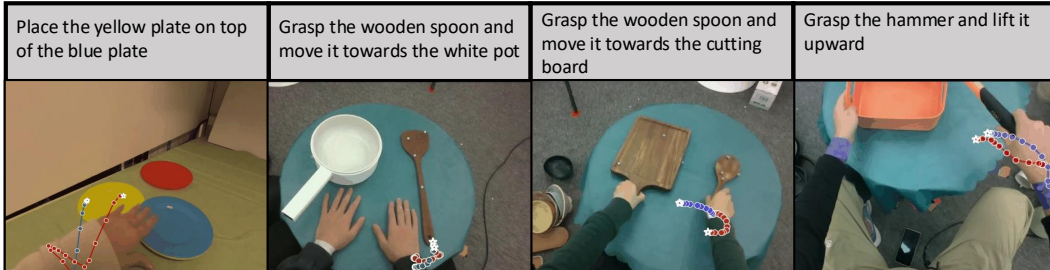 Place the yellow plate on top
of the blue plate
Grasp the wooden spoon and
move it towards the white pot
Grasp the wooden spoon and
move it towards the cutting
board
Grasp the hammer and lift it
upward